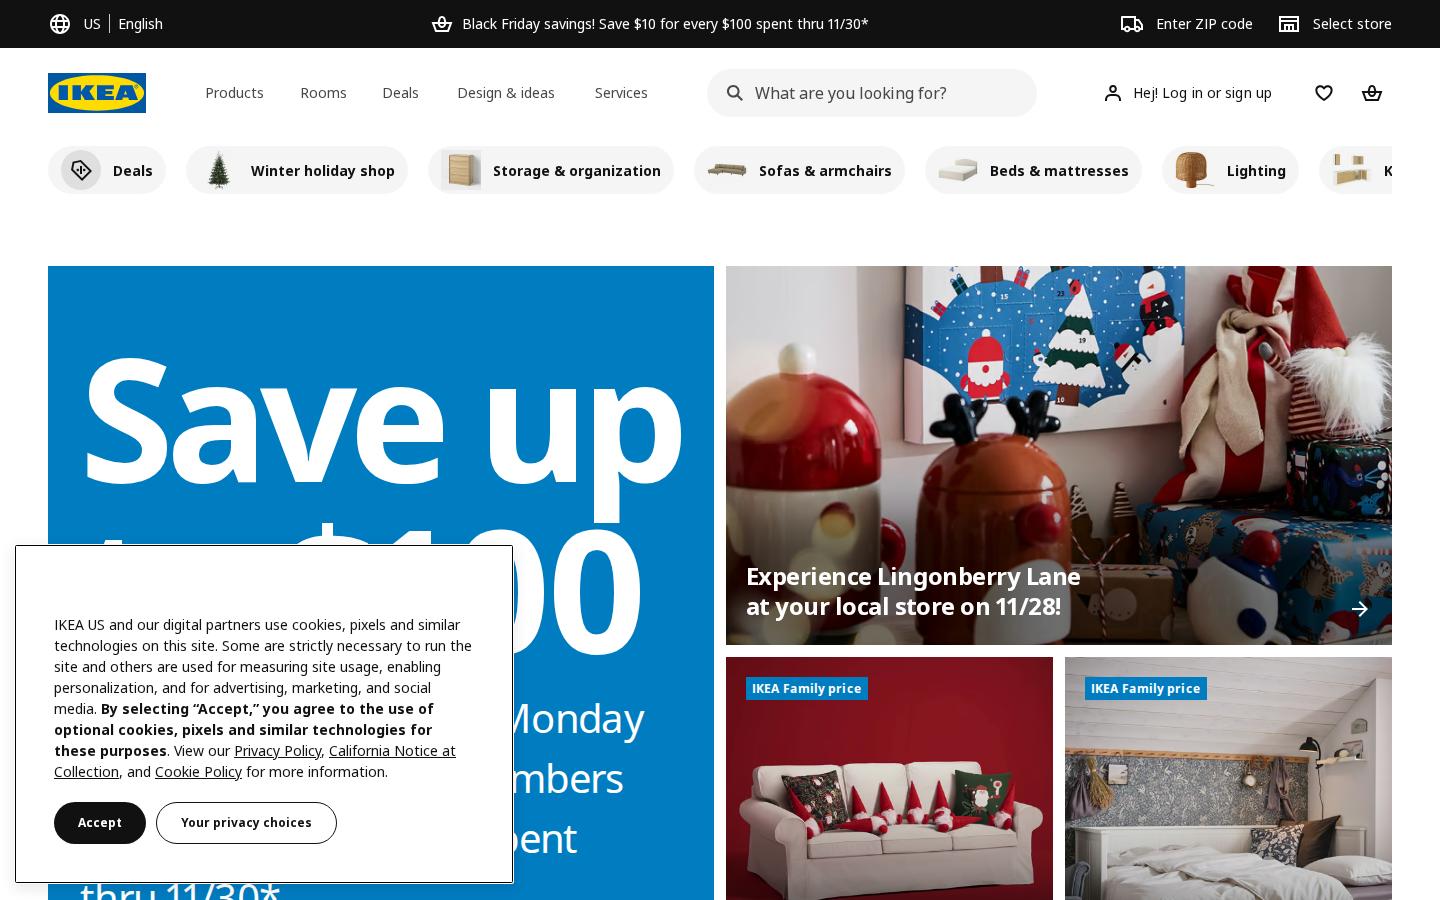 US
English
Black Friday savings! Save $10 for every $100 spent thru 11/30*
Enter ZIP code
Select store
IKEA
Products
Rooms
Deals
Design & ideas
Services
What are you looking for?
Hej! Log in or sign up
Deals
Winter holiday shop
Storage & organization
Sofas & armchairs
Beds & mattresses
Lighting
K
Save up
$100
Monday
mbers
pent
thru 11/30*
4
15
23
19
10
Experience Lingonberry Lane
at your local store on 11/28!
IKEA Family price
IKEA Family price
IKEA US and our digital partners use cookies, pixels and similar
technologies on this site. Some are strictly necessary to run the
site and others are used for measuring site usage, enabling
personalization, and for advertising, marketing, and social
media. By selecting “Accept,” you agree to the use of
optional cookies, pixels and similar technologies for
these purposes. View our Privacy Policy, California Notice at
Collection, and Cookie Policy for more information.
Accept
Your privacy choices